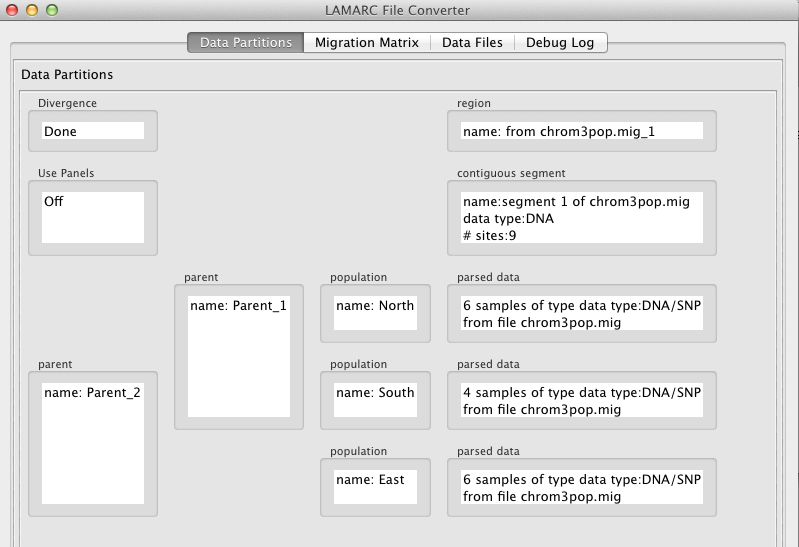 LAMARC File Converter
Data Partitions
Migration Matrix
Data Files
Debug Log
Data Partitions
Divergence
Done
region
name: from chrom3pop.mig_1
Use Panels
Off
contiguous segment
name:segment 1 of chrom3pop.mig
data type:DNA
# sites:9
parent
name: Parent_1
population
name: North
parsed data
6 samples of type data type:DNA/SNP
from file chrom3pop.mig
parent
name: Parent_2
population
name: South
parsed data
4 samples of type data type:DNA/SNP
from file chrom3pop.mig
population
name: East
parsed data
6 samples of type data type:DNA/SNP
from file chrom3pop.mig